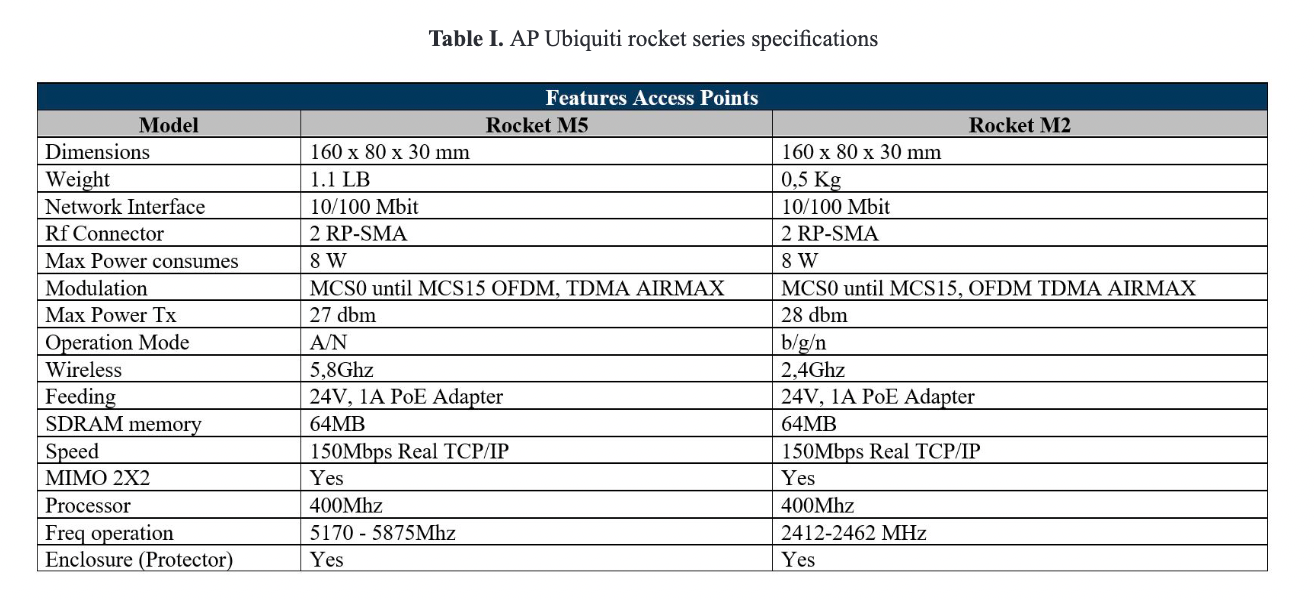 Table I. AP Ubiquiti rocket series specifications
Features Access Points
Model Rocket M5 Rocket M2
Dimensions 160 x 80 x 30 mm 160 x 80 x 30 mm
Weight 1.1 LB 0,5 Kg
Network Interface 10/100 Mbit 10/100 Mbit
Rf Connector 2 RP-SMA 2 RP-SMA
Max Power consumes 8 W 8 W
Modulation MCS0 until MCS15 OFDM, TDMA AIRMAX MCS0 until MCS15, OFDM TDMA AIRMAX
Max Power Tx 27 dbm 28 dbm
Operation Mode A/N b/g/n
Wireless 5,8Ghz 2,4Ghz
Feeding 24V, 1A PoE Adapter 24V, 1A PoE Adapter
SDRAM memory 64MB 64MB
Speed 150Mbps Real TCP/IP 150Mbps Real TCP/IP
MIMO 2X2 Yes Yes
Processor 400Mhz 400Mhz
Freq operation 5170 - 5875Mhz 2412-2462 MHz
Enclosure (Protector) Yes Yes